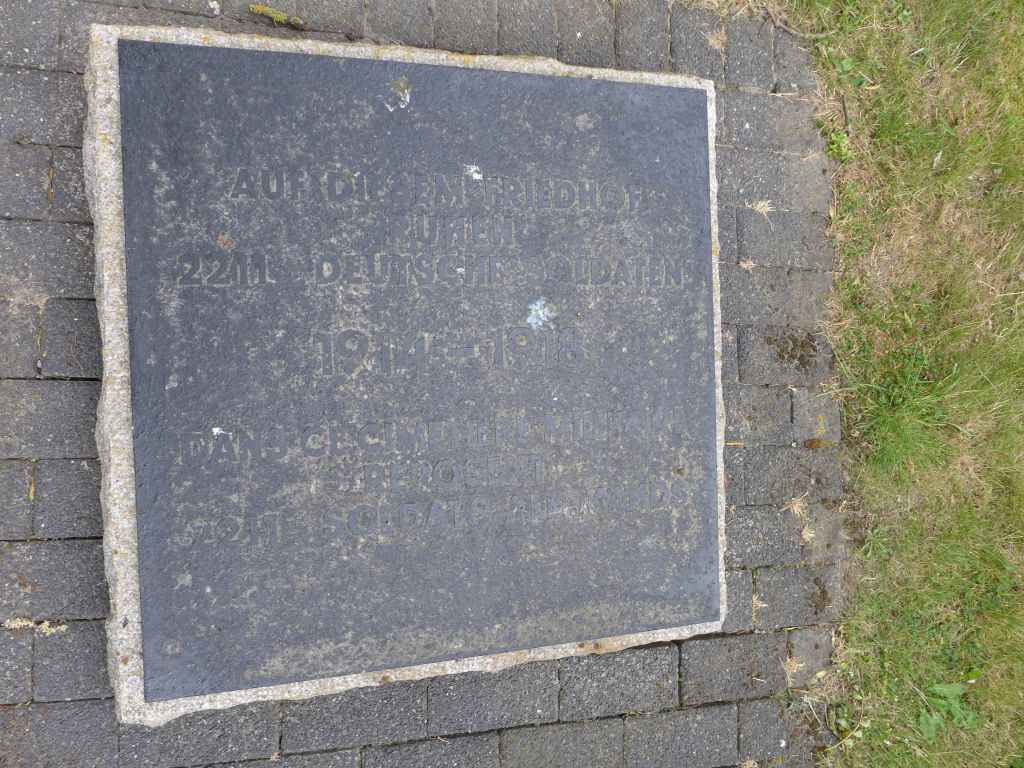 AUF DIESEM FRIEDHOF
RUHEN
2211 DEUTSCHE SOLDATEN
1914 – 1918
DANS CE CIMETIERE MILITAIRE
REPOSENT
2211 SOLDATS ALLEMANDS